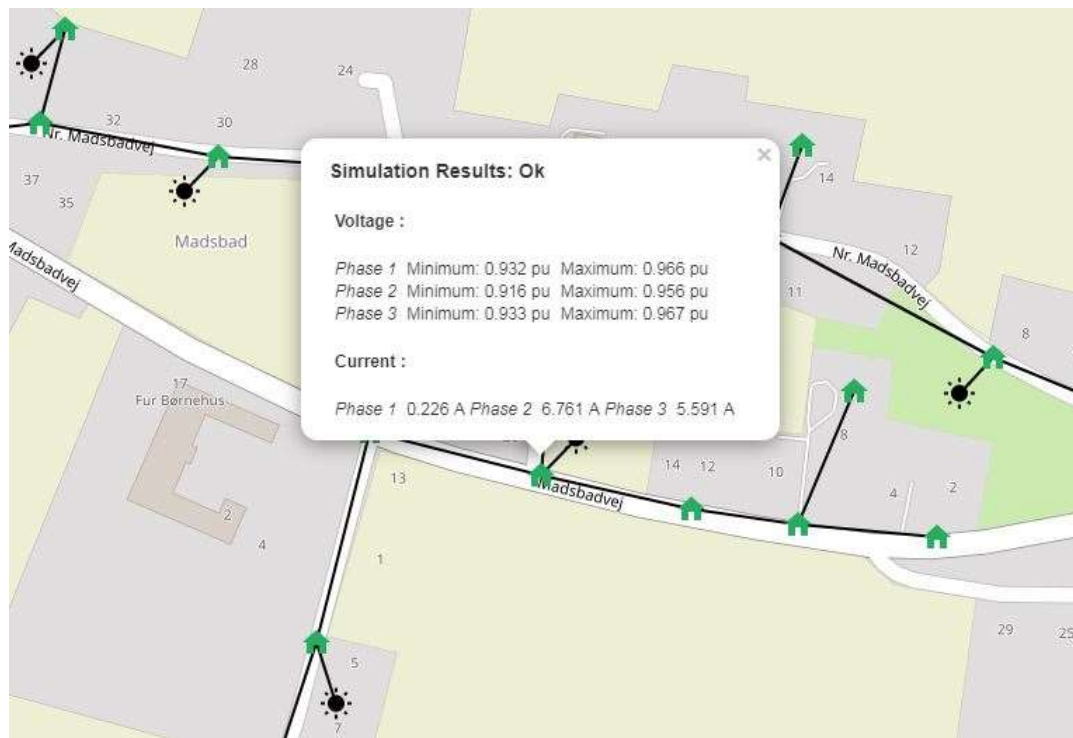 28
24
32
30
Nr. Madsbadvej
37
35
Madsbad
Madsbadvej
14
12
Nr. Madsbadvej
11
8
×
Simulation Results: Ok
Voltage :
Phase 1 Minimum: 0.932 pu Maximum: 0.966 pu
Phase 2 Minimum: 0.916 pu Maximum: 0.956 pu
Phase 3 Minimum: 0.933 pu Maximum: 0.967 pu
Current :
Phase 1 0.226 A Phase 2 6.761 A Phase 3 5.591 A
17
Fur Børnehus
2
4
13
1
Madsbadvej
14
12
10
8
4
2
5
7
29
25